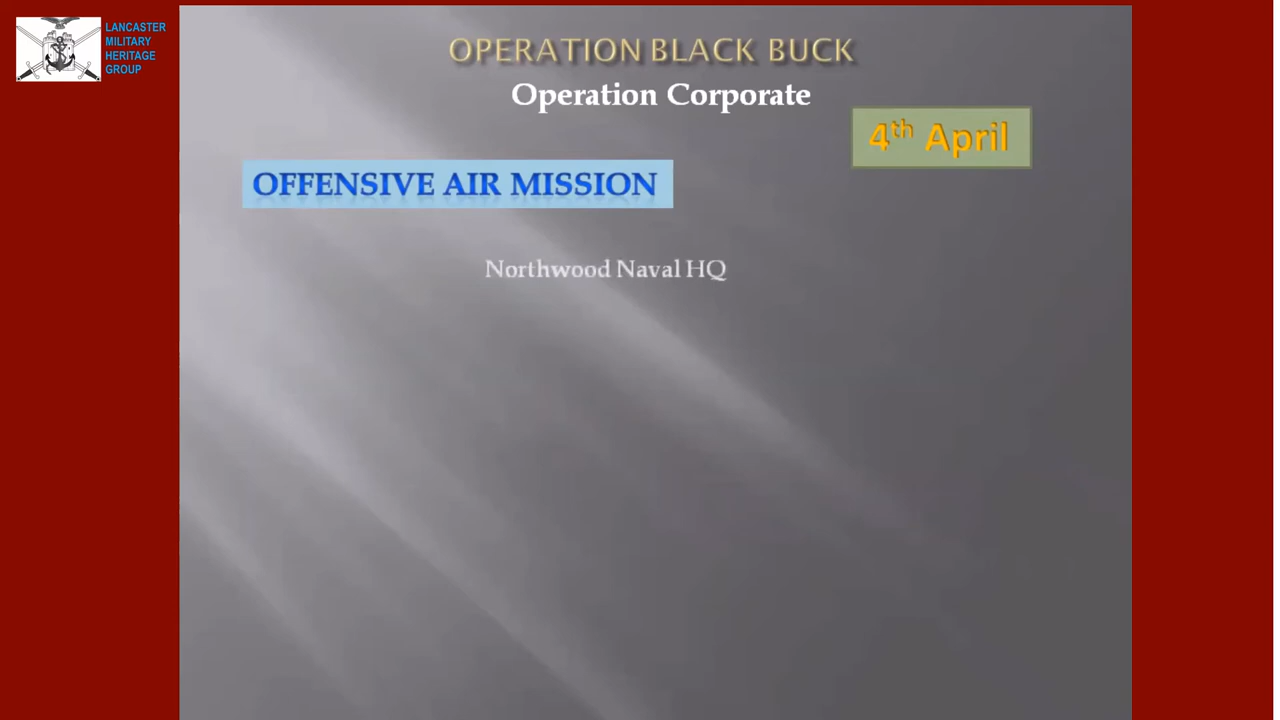 LANCASTER
MILITARY
HERITAGE
GROUP
OPERATION BLACK BUCK
Operation Corporate
4th April
OFFENSIVE AIR MISSION
Northwood Naval HQ